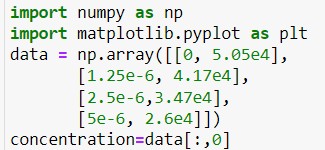 import numpy as np
import matplotlib.pyplot as plt
data = np.array([[0, 5.05e4],
[1.25e-6, 4.17e4],
[2.5e-6,3.47e4],
[5e-6, 2.6e4]])
concentration=data[:,0]